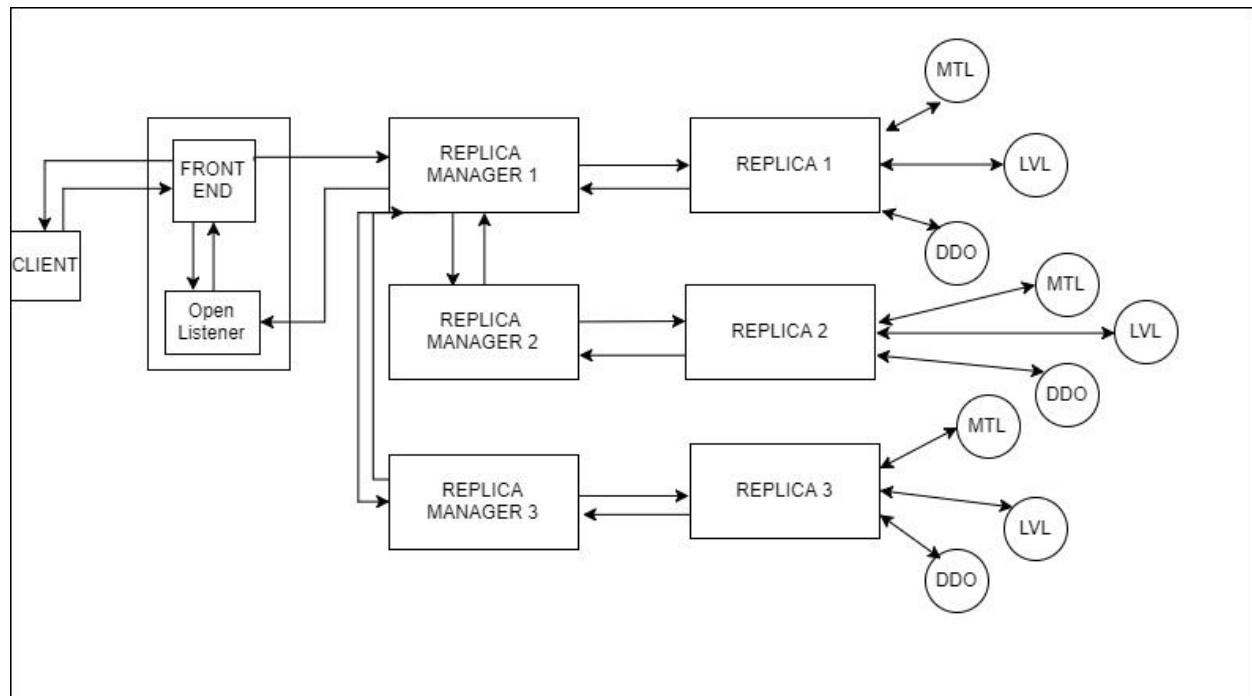 MTL
FRONT
END
REPLICA
MANAGER 1
REPLICA 1
LVL
DDO
CLIENT
Open
Listener
REPLICA
MANAGER 2
REPLICA 2
MTL
LVL
DDO
REPLICA
MANAGER 3
REPLICA 3
MTL
LVL
DDO